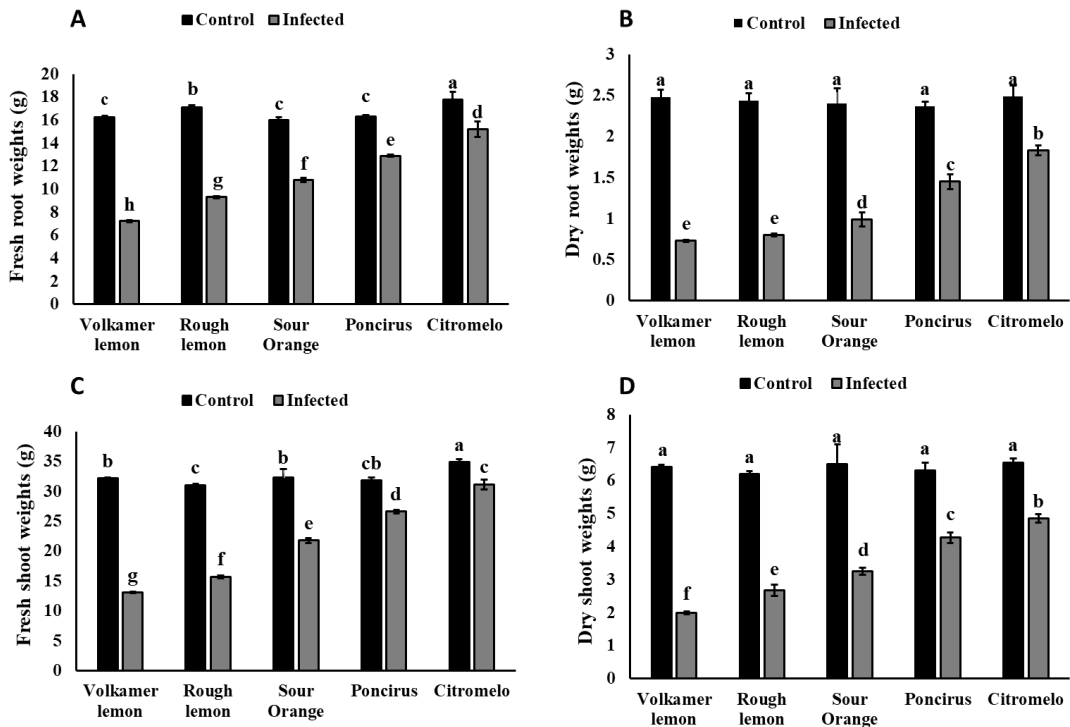 A
Control Infected
Fresh root weights (g)
20
18
16
14
12
10
8
6
4
2
0
c h b g c f c e a d
Volkamer lemon
Rough lemon
Sour Orange
Poncirus
Citromelo
B
Control Infected
Dry root weights (g)
3
2.5
2
1.5
1
0.5
0
a e a e a d a c a b
Volkamer lemon
Rough lemon
Sour Orange
Poncirus
Citromelo
C
Control Infected
Fresh shoot weights (g)
40
35
30
25
20
15
10
5
0
b g c f b e cb d a c
Volkamer lemon
Rough lemon
Sour Orange
Poncirus
Citromelo
D
Control Infected
Dry shoot weights (g)
8
7
6
5
4
3
2
1
0
a f a e a d a c a b
Volkamer lemon
Rough lemon
Sour Orange
Poncirus
Citromelo